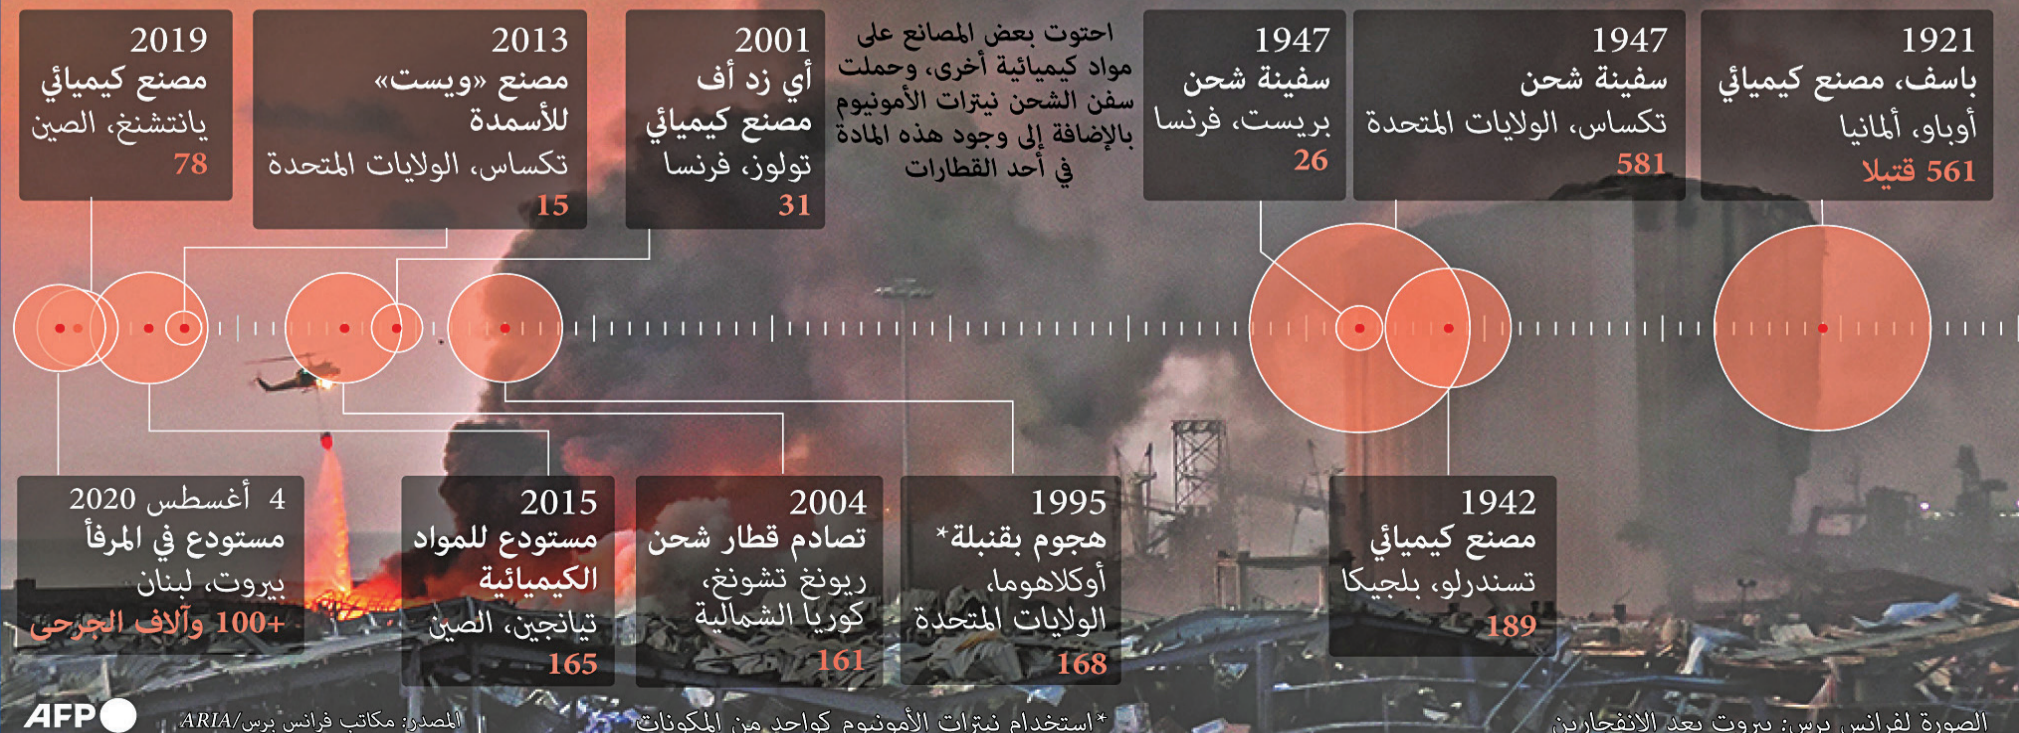 1921
باسف، مصنع كيميائي
أوباو، ألمانيا
561 قتيلا
1947
سفينة شحن
تكساس، الولايات المتحدة
581
1947
سفينة شحن
بريست، فرنسا
26
احتوت بعض المصانع على
مواد كيميائية أخرى، وحملت
سفن الشحن نيترات الأمونيوم
بالإضافة إلى وجود هذه المادة
في أحد القطارات
2001
أي زد أف
مصنع كيميائي
تولوز، فرنسا
31
2013
مصنع «ويست»
للأسمدة
تكساس، الولايات المتحدة
15
2019
مصنع كيميائي
يانتشنغ، الصين
78
*
1942
مصنع كيميائي
تسندرلو، بلجيكا
189
1995
هجوم بقنبلة*
أوكلاهوما،
الولايات المتحدة
168
2004
تصادم قطار شحن
ريونغ تشونغ،
كوريا الشمالية
161
2015
مستودع للمواد
الكيميائية
تيانجين، الصين
165
4 أغسطس 2020
مستودع في المرفأ
بيروت، لبنان
+100 وآلاف الجرحى
الصورة لفرانس برس: بيروت بعد الانفجارين
*استخدام نيترات الأمونيوم كواحد من المكونات
المصدر: مكاتب فرانس برس/ARIA
AFP